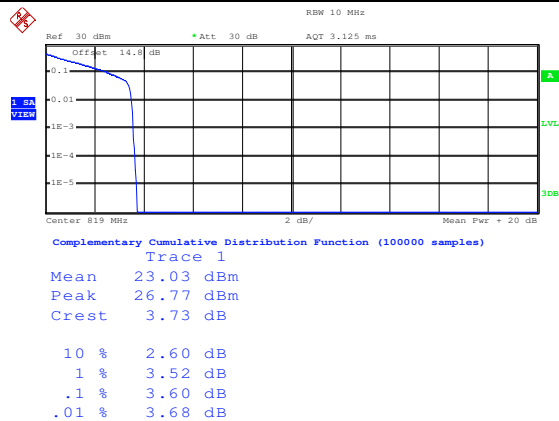 RBW 10 MHz
Ref 30 dBm * Att 30 dB AQT 3.125 ms
Offset 14.8 dB
0.1
A
0.01
1 SA
VIEW
1E-3
LVL
1E-4
1E-5
3DB
Center 819 MHz 2 dB/ Mean Pwr + 20 dB
Complementary Cumulative Distribution Function (100000 samples)
Trace 1
Mean 23.03 dBm
Peak 26.77 dBm
Crest 3.73 dB
10 % 2.60 dB
1 % 3.52 dB
.1 % 3.60 dB
.01 % 3.68 dB